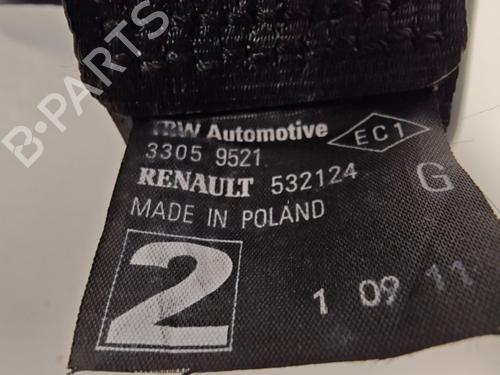 B-PARTS
TRW Automotive
EC1
3305 9521
RENAULT 532124
G
MADE IN POLAND
2
1 09 11